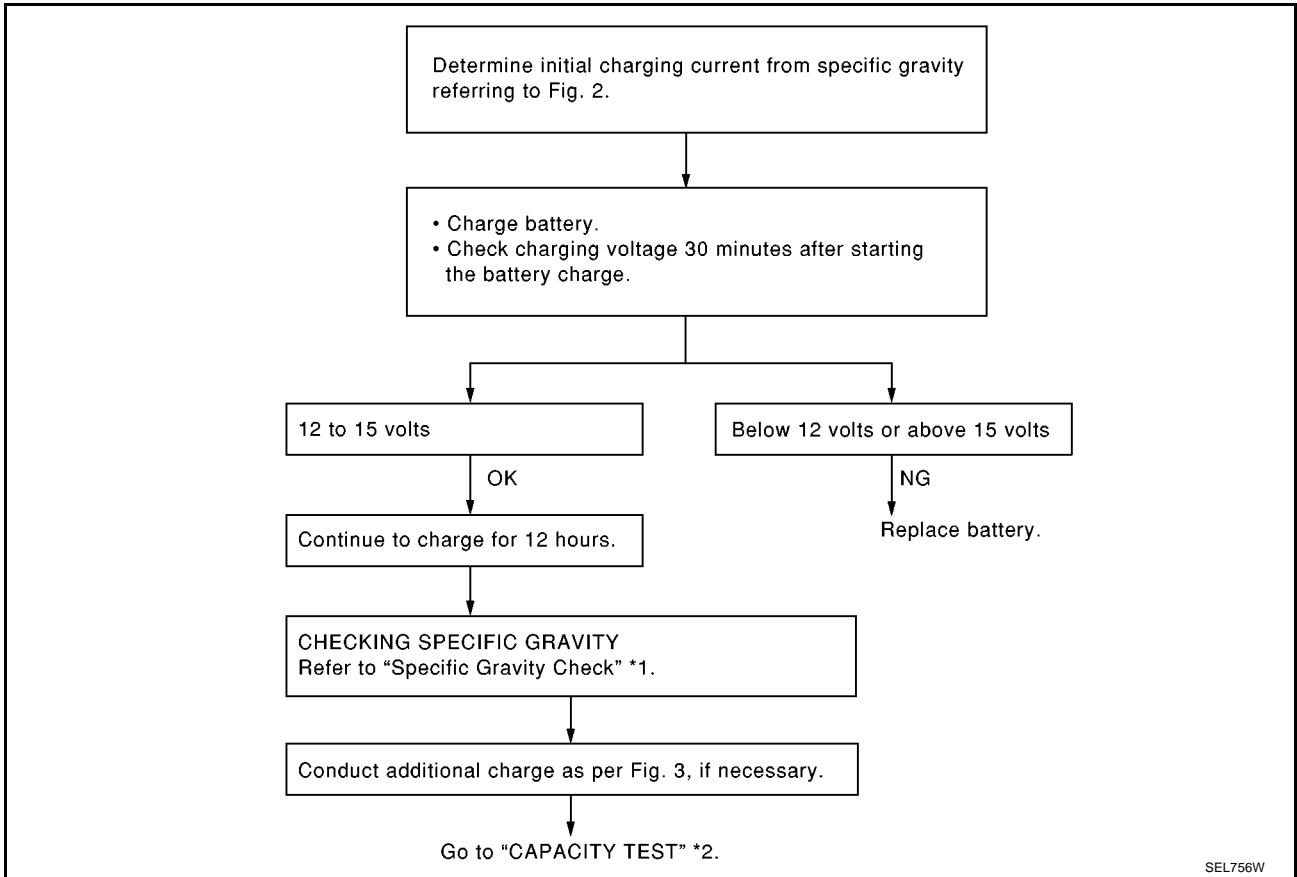 Determine initial charging current from specific gravity
referring to Fig. 2.
• Charge battery.
• Check charging voltage 30 minutes after starting
the battery charge.
12 to 15 volts
Below 12 volts or above 15 volts
OK
NG
Continue to charge for 12 hours.
Replace battery.
CHECKING SPECIFIC GRAVITY
Refer to “Specific Gravity Check” *1.
Conduct additional charge as per Fig. 3, if necessary.
Go to “CAPACITY TEST” *2.
SEL756W